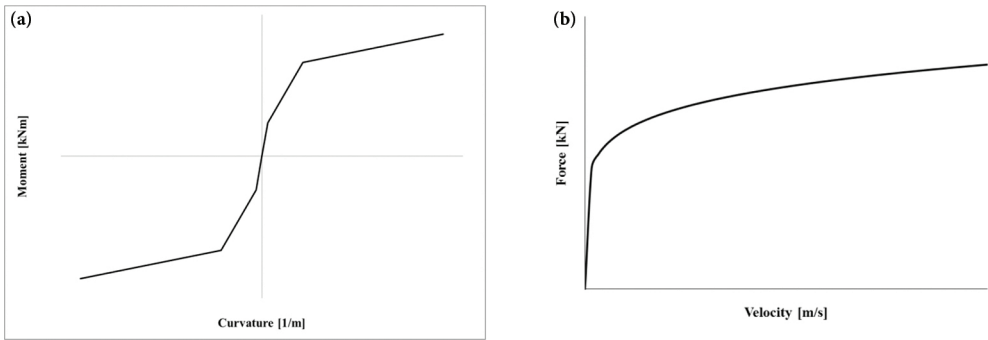 (a)
Moment [kNm]
Curvature [1/m]
(b)
Force [kN]
Velocity [m/s]